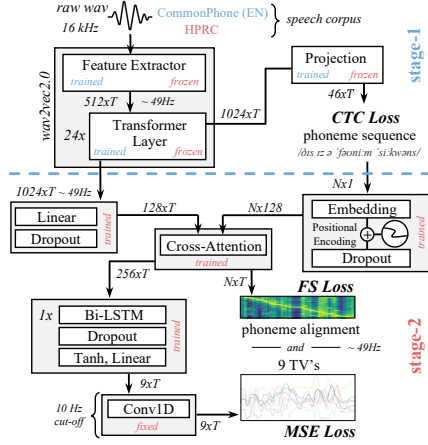 raw wav
16 kHz
CommonPhone (EN)
HPRC
speech corpus
stage-1
wav2vec2.0
Feature Extractor
trained
frozen
512xT
~ 49Hz
24x
Transformer
Layer
trained
frozen
1024xT
Projection
trained
frozen
46xT
CTC Loss
phoneme sequence
/ðɪs ɪz ə ˈfəʊniːm ˈsiːkwəns/
1024xT ~ 49Hz
Nx1
Linear
Dropout
trained
128xT
Nx128
Cross-Attention
trained
Embedding
Positional
Encoding
Dropout
trained
256xT
NxT
FS Loss
1x
Bi-LSTM
Dropout
Tanh, Linear
trained
phoneme alignment
and
~ 49Hz
9 TV's
stage-2
9xT
10 Hz
cut-off
Conv1D
fixed
9xT
MSE Loss